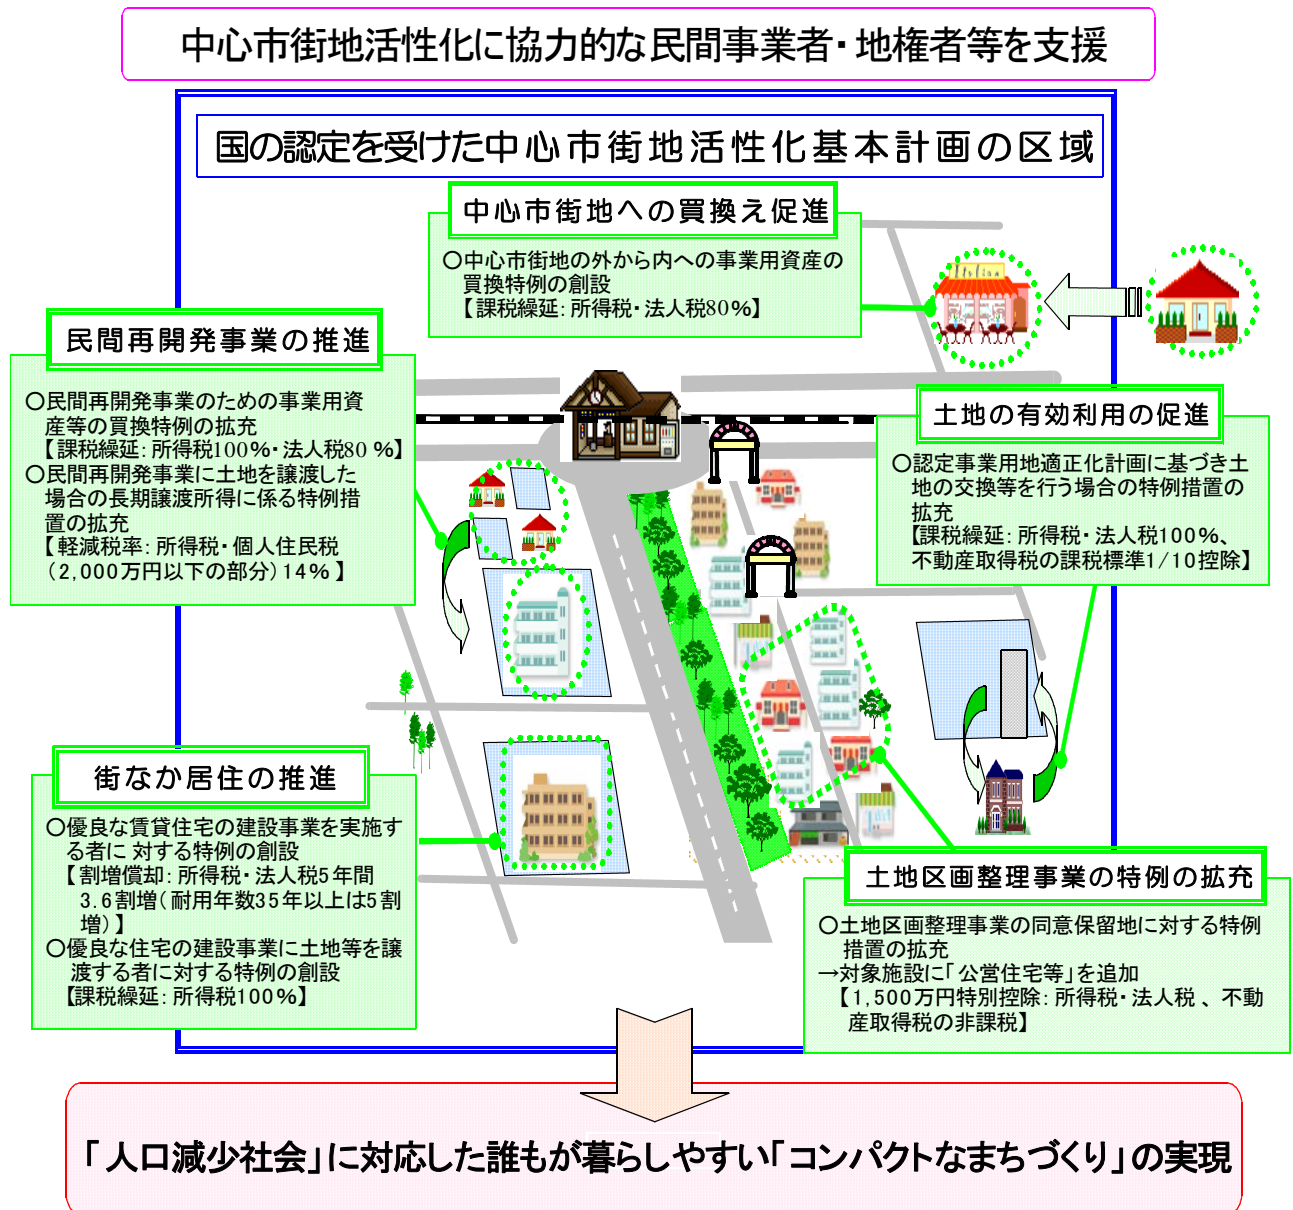 中心市街地活性化に協力的な民間事業者・地権者等を支援
国の認定を受けた中心市街地活性化基本計画の区域
中心市街地への買換え促進
○中心市街地の外から内への事業用資産の
買換特例の創設
【課税繰延：所得税・法人税80％】
民間再開発事業の推進
○民間再開発事業のための事業用資
産等の買換特例の拡充
【課税繰延：所得税100％・法人税80％】
○民間再開発事業に土地を譲渡した
場合の長期譲渡所得に係る特例措
置の拡充
【軽減税率：所得税・個人住民税
（2,000万円以下の部分）14％】
土地の有効利用の促進
○認定事業用地適正化計画に基づき土
地の交換等を行う場合の特例措置の
拡充
【課税繰延：所得税・法人税100％、
不動産取得税の課税標準1/10控除】
街なか居住の推進
○優良な賃貸住宅の建設事業を実施す
る者に対する特例の創設
【割増償却：所得税・法人税5年間
3.6割増（耐用年数35年以上は5割
増）】
○優良な住宅の建設事業に土地等を譲
渡する者に対する特例の創設
【課税繰延：所得税100％】
土地区画整理事業の特例の拡充
○土地区画整理事業の同意保留地に対する特例
措置の拡充
→対象施設に「公営住宅等」を追加
【1,500万円特別控除：所得税・法人税、不動
産取得税の非課税】
「人口減少社会」に対応した誰もが暮らしやすい「コンパクトなまちづくり」の実現